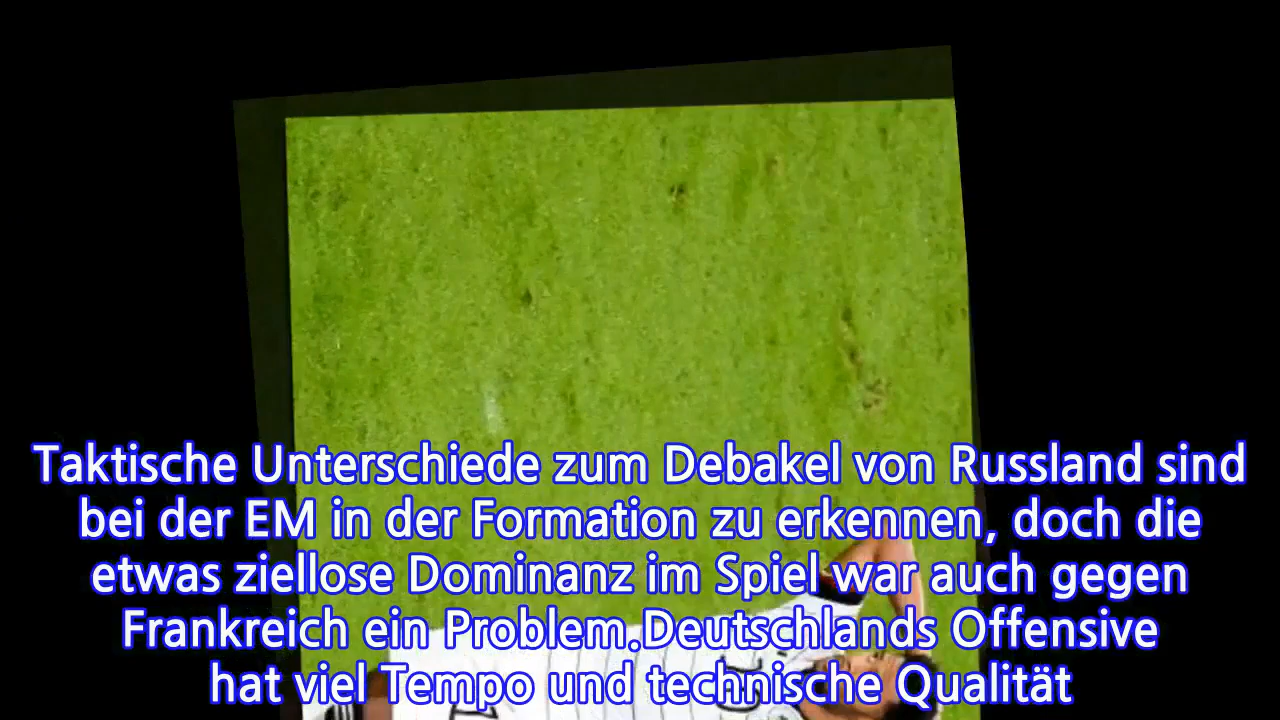 Taktische Unterschiede zum Debakel von Russland sind
bei der EM in der Formation zu erkennen, doch die
etwas ziellose Dominanz im Spiel war auch gegen
Frankreich ein Problem.Deutschlands Offensive
hat viel Tempo und technische Qualität